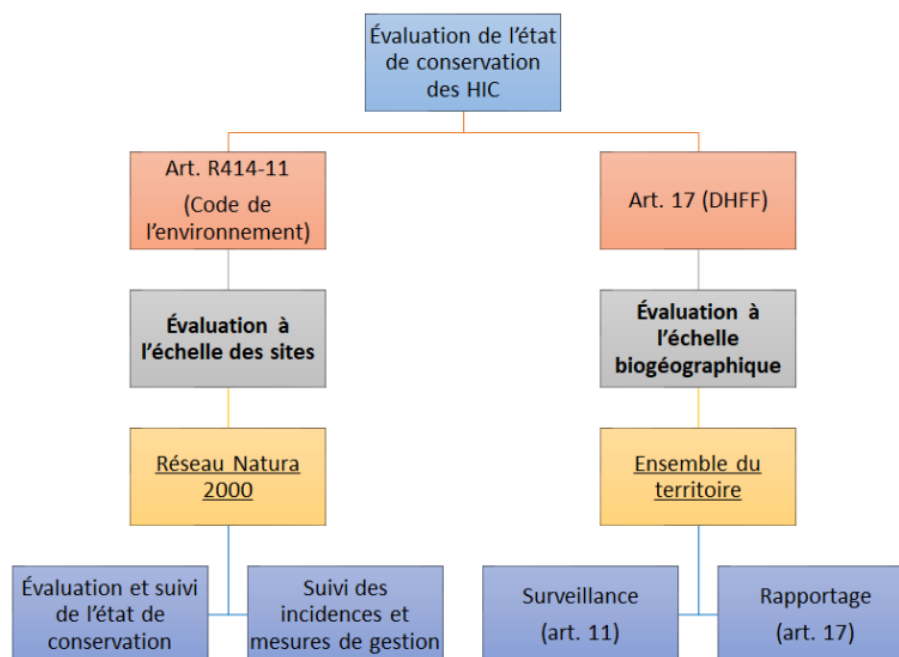 Évaluation de l'état
de conservation
des HIC
Art. R414-11
(Code de
l'environnement)
Art. 17 (DHFF)
Évaluation à
l'échelle des sites
Évaluation à
l'échelle
biogéographique
Réseau Natura
2000
Ensemble du
territoire
Évaluation et suivi
de l'état de
conservation
Suivi des
incidences et
mesures de gestion
Surveillance
(art. 11)
Rapportage
(art. 17)